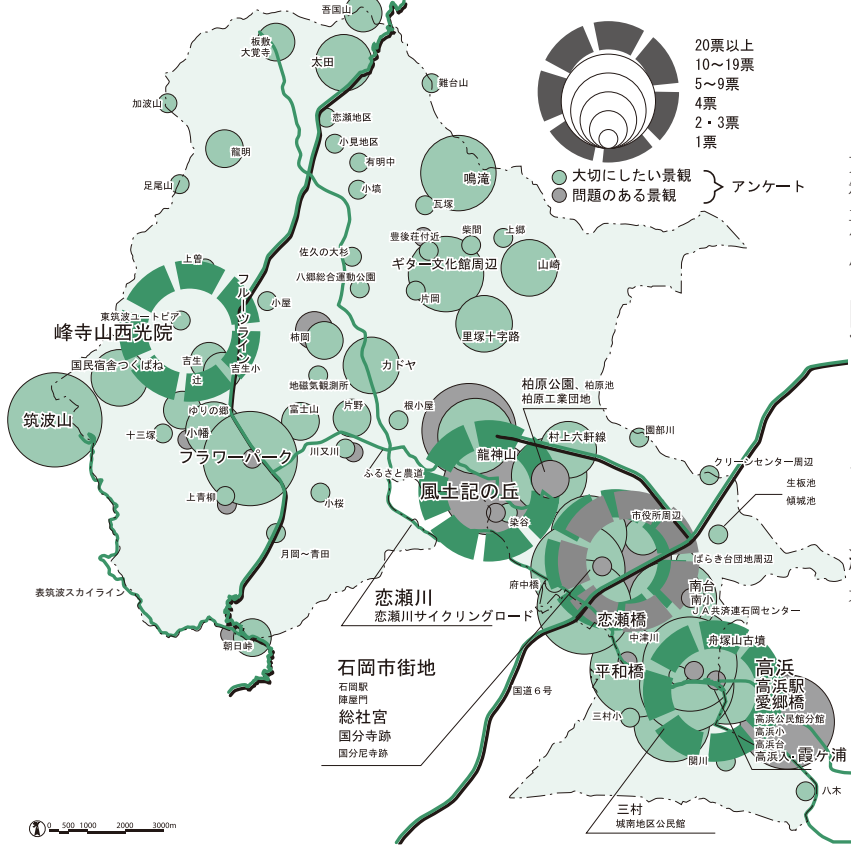 吾国山
板敷
大覚寺
太田
難台山
加波山
恋瀬地区
小見地区
龍明
有明中
足尾山
小塙
鳴滝
瓦塚
20票以上
10〜19票
5〜9票
4票
2・3票
1票
大切にしたい景観
問題のある景観
アンケート
豊後荘付近
柴間
上郷
佐久の大杉
ギター文化館周辺
山崎
上曽
八郷総合運動公園
片岡
フルーツライン
小屋
東筑波ユートピア
峰寺山西光院
柿岡
里塚十字路
国民宿舎つくばね
吉生
吉生小
辻
カドヤ
地磁気観測所
柏原公園、柏原池
柏原工業団地
筑波山
ゆりの郷
富士山
片野
根小屋
十三塚
小幡
村上六軒線
園部川
フラワーパーク
川又川
龍神山
ふるさと農道
クリーンセンター周辺
風土記の丘
生板池
上青柳
小桜
傾城池
染谷
市役所周辺
月岡〜青田
ばらき台団地周辺
表筑波スカイライン
府中橋
南台
南小
恋瀬川
恋瀬川サイクリングロード
JA共済連石岡センター
恋瀬橋
朝日峠
中津川
舟塚山古墳
石岡市街地
平和橋
高浜
石岡駅
高浜駅
陣屋門
国道6号
愛郷橋
総社宮
三村小
高浜公民館分館
国分寺跡
高浜小
高浜台
国分尼寺跡
高浜入・霞ケ浦
関川
八木
三村
城南地区公民館
0 500 1000 2000 3000m